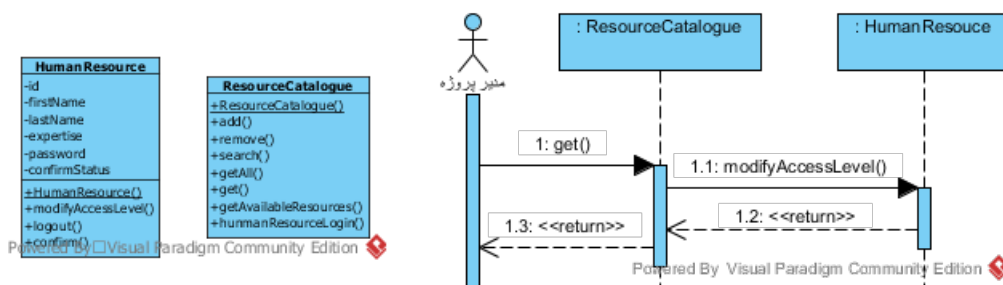 HumanResource
-id
-firstName
-lastName
-expertise
-password
-confirmStatus
+HumanResource()
+modifyAccessLevel()
+logout()
+confirm()
ResourceCatalogue
+ResourceCatalogue()
+add()
+remove()
+search()
+getAll()
+get()
+getAvailableResources()
+hummanResourceLogin()
Powered By□Visual Paradigm Community Edition
مدیر پروژه
: ResourceCatalogue
: HumanResouce
1: get()
1.1: modifyAccessLevel()
1.2: <<return>>
1.3: <<return>>
Powered By Visual Paradigm Community Edition